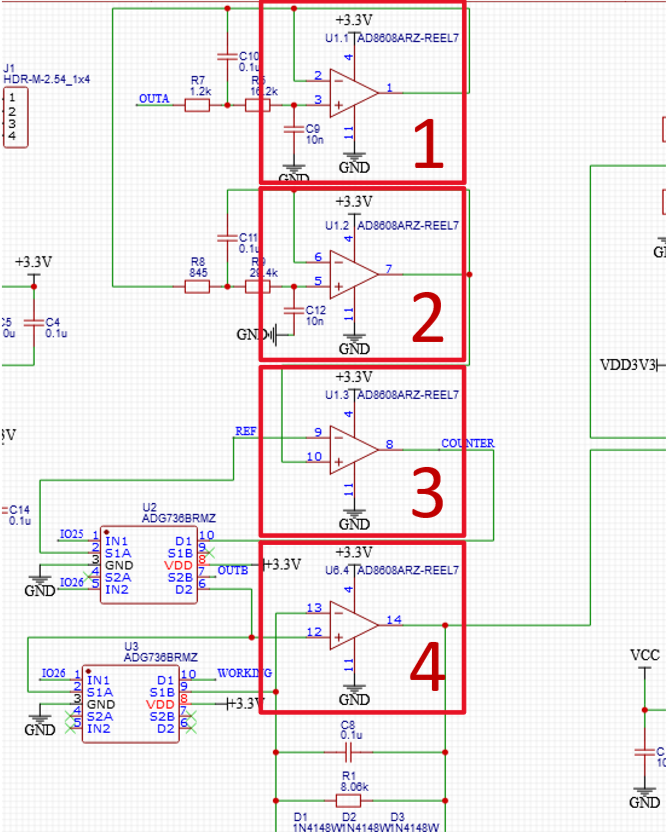 +3.3V
U1.1 AD8608ARZ-REEL7
4
C10
0.1u
J1
HDR-M-2.54_1x4
1
2
3
4
OUTA
R7
1.2k
2
3
1
C9
10n
11
GND
GND
1
+3.3V
U1.2 AD8608ARZ-REEL7
4
C11
0.1u
+3.3V
R8
845
6
5
7
C12
10n
11
GND
GND
2
C5
0u
C4
0.1u
VDD3V3
+3.3V
U1.3 AD8608ARZ-REEL7
4
REF
9
10
8
COUNTER
11
GND
3
C14
0.1u
U2
ADG736BRMZ
IO25
1 IN1 D1 10
2 S1A S1B 9
3 GND VDD 8
4 S2A S2B 7
5 IN2 D2 6
OUTB
+3.3V
GND
IO26
+3.3V
U6.4 AD8608ARZ-REEL7
4
13
12
14
11
GND
4
U3
ADG736BRMZ
IO26
1 IN1 D1 10
2 S1A S1B 9
3 GND VDD 8
4 S2A S2B 7
5 IN2 D2 6
WORKING
+3.3V
GND
VCC
GND
C8
0.1u
R1
8.06k
D1 D2 D3
1N4148W 1N4148W 1N4148W